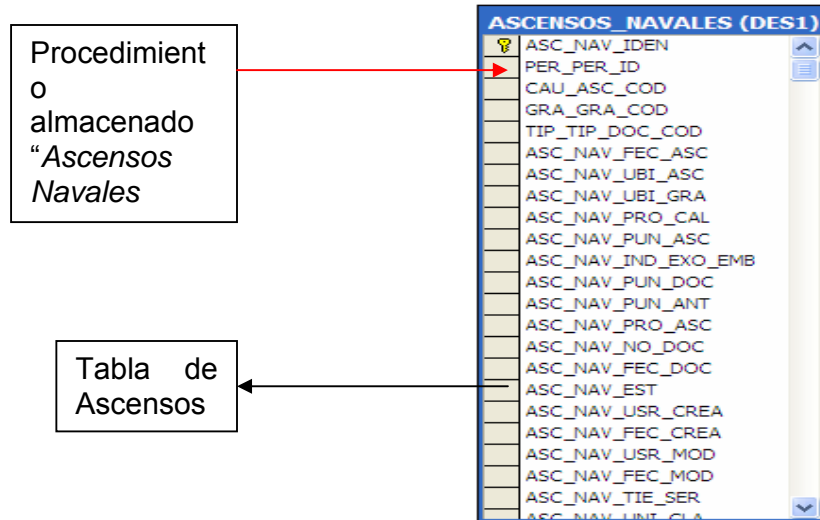 Procedimient
o
almacenado
“Ascensos
Navales
Tabla de
Ascensos
ASCENSOS_NAVALES (DES1)
ASC_NAV_IDEN
PER_PER_ID
CAU_ASC_COD
GRA_GRA_COD
TIP_TIP_DOC_COD
ASC_NAV_FEC_ASC
ASC_NAV_UBI_ASC
ASC_NAV_UBI_GRA
ASC_NAV_PRO_CAL
ASC_NAV_PUN_ASC
ASC_NAV_IND_EXO_EMB
ASC_NAV_PUN_DOC
ASC_NAV_PUN_ANT
ASC_NAV_PRO_ASC
ASC_NAV_NO_DOC
ASC_NAV_FEC_DOC
ASC_NAV_EST
ASC_NAV_USR_CREA
ASC_NAV_FEC_CREA
ASC_NAV_USR_MOD
ASC_NAV_FEC_MOD
ASC_NAV_TIE_SER
ASC_NAV_UNI_CLA